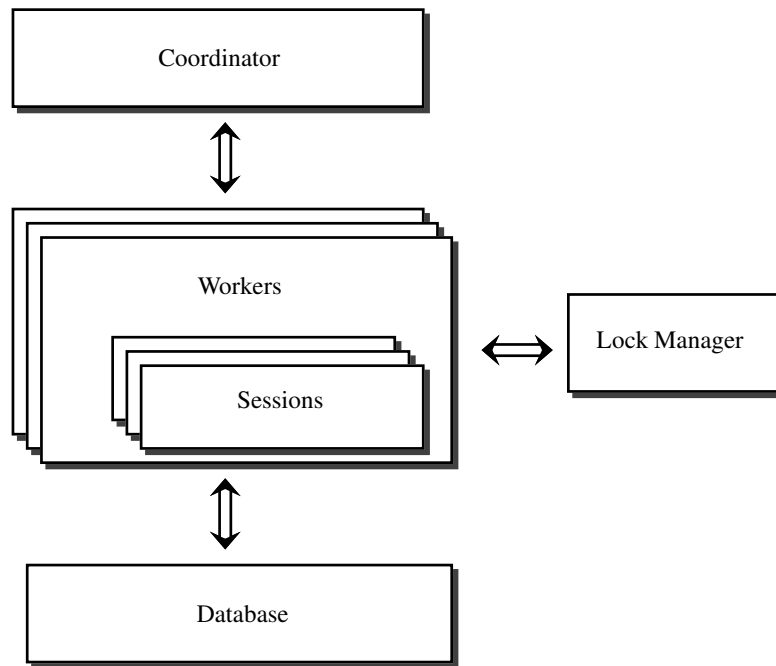 Coordinator
Workers
Lock Manager
Sessions
Database